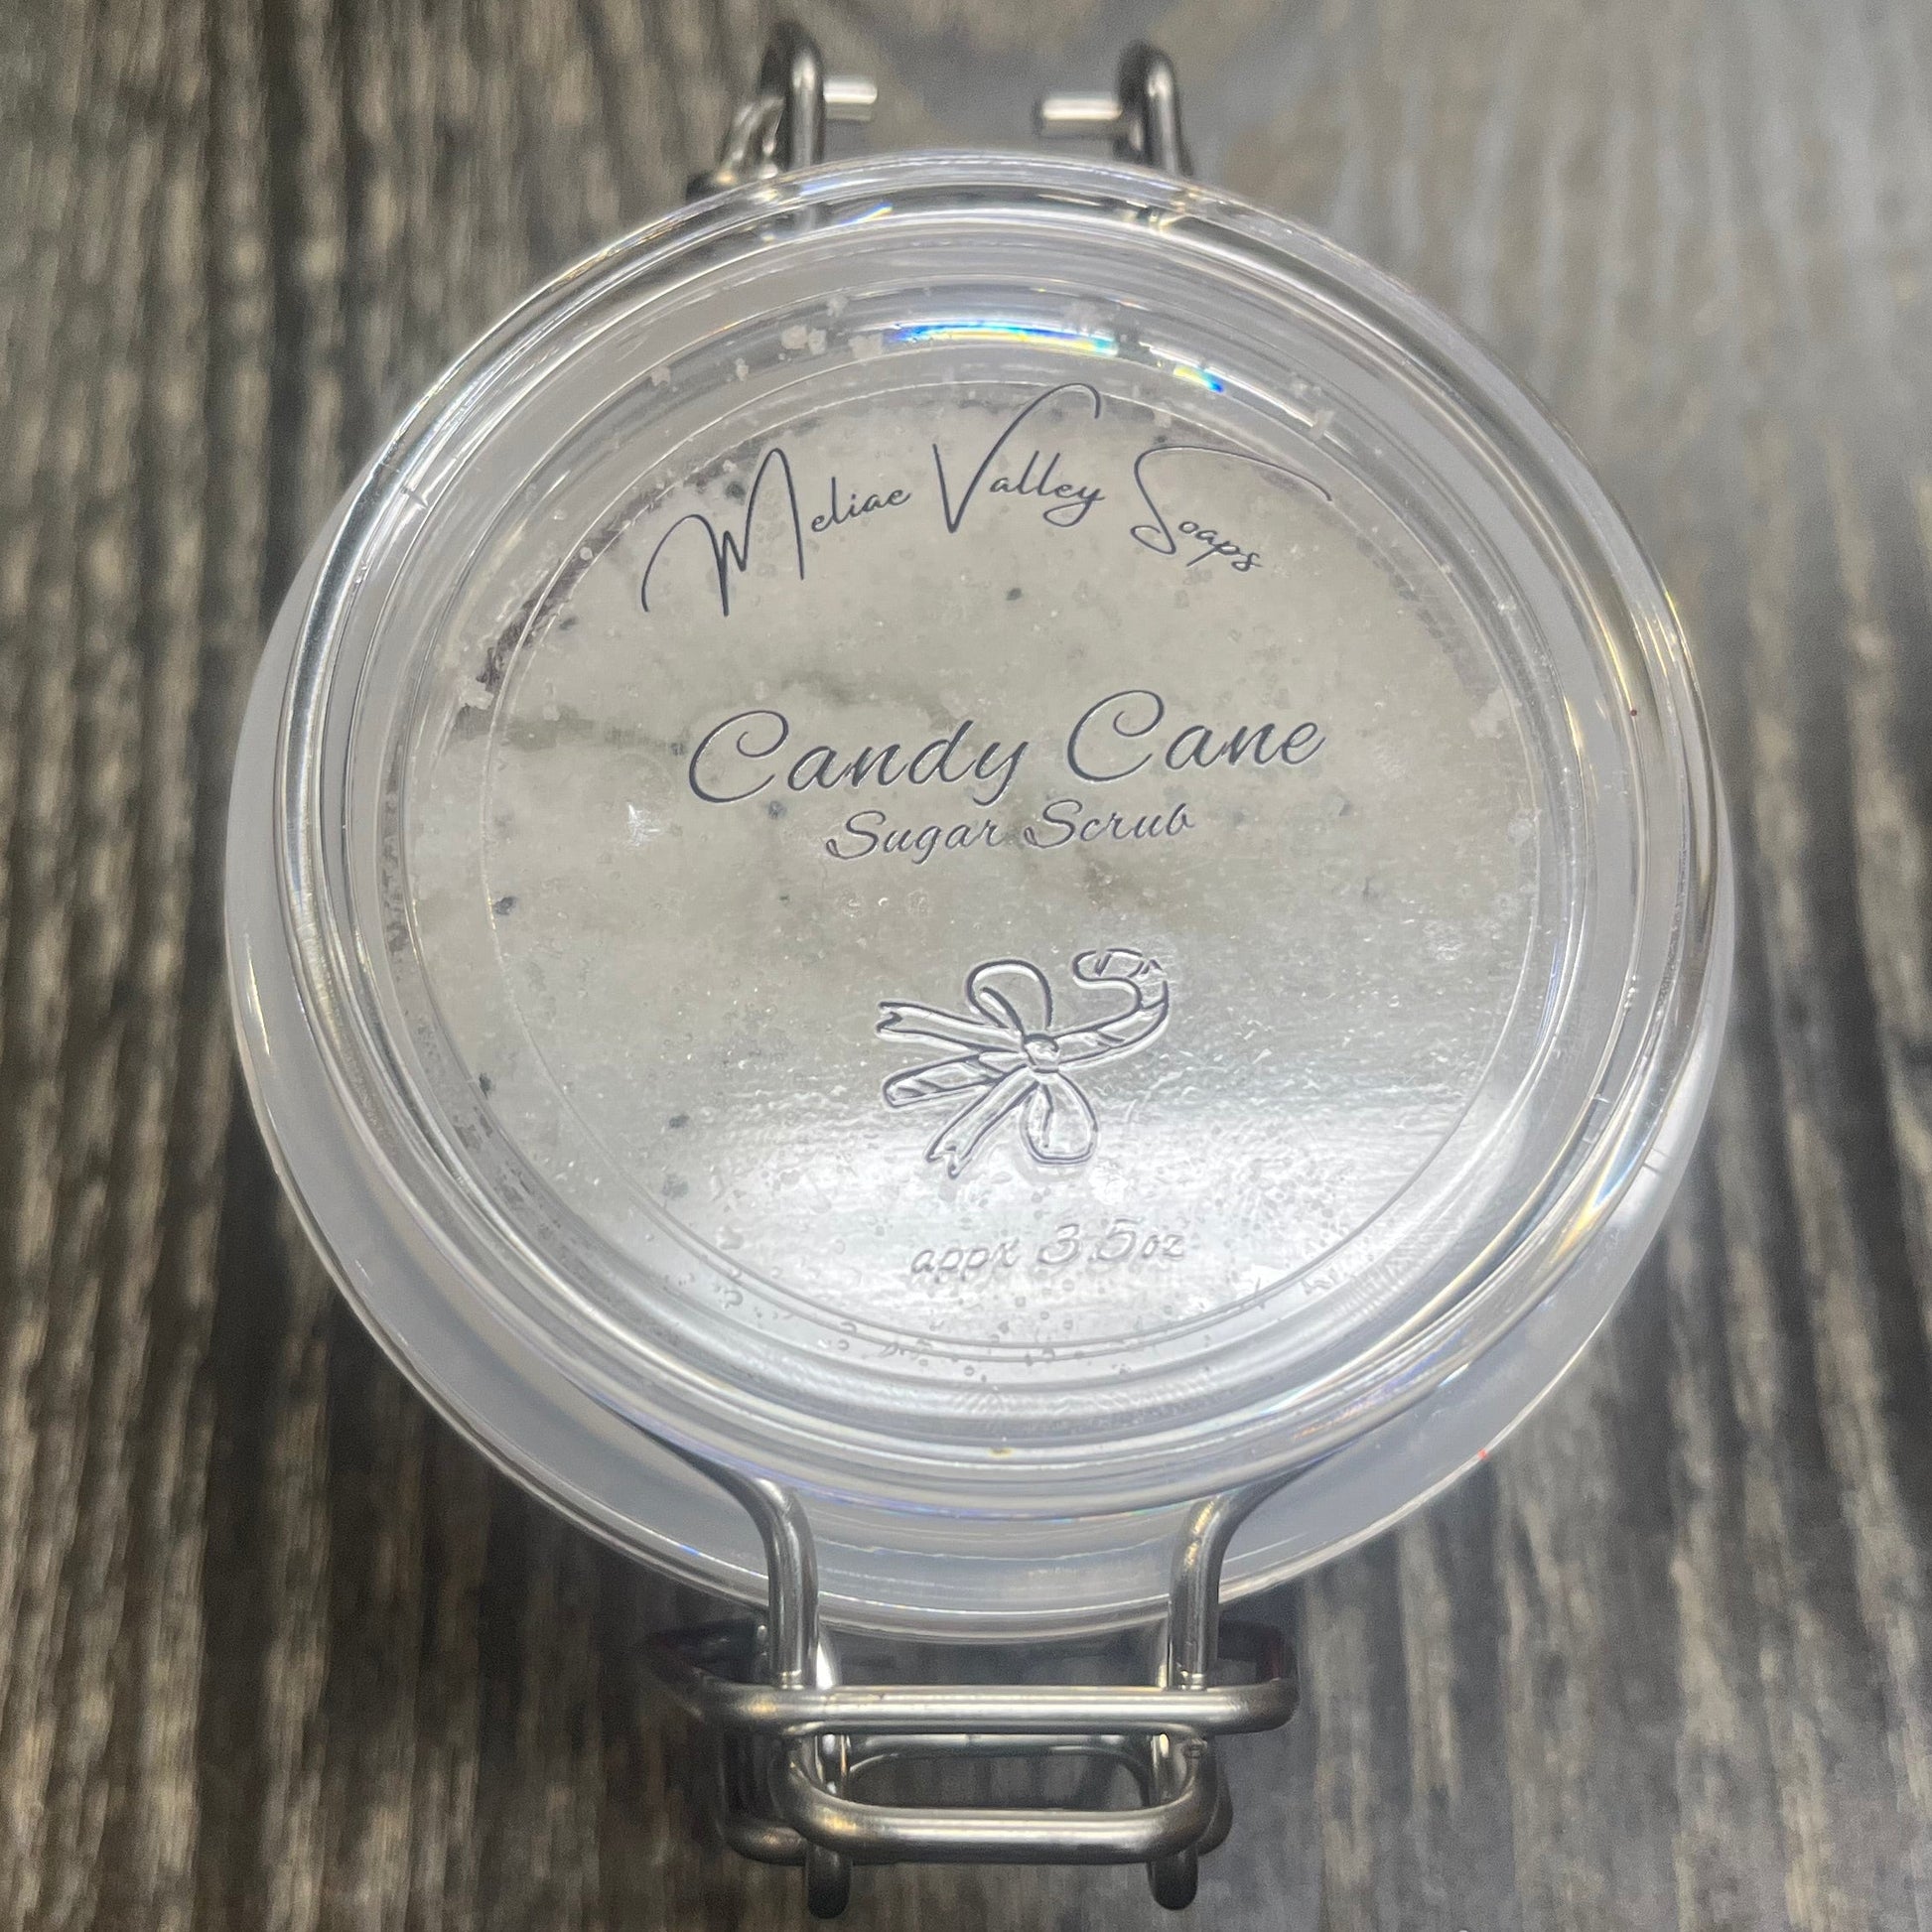 Meliae Valley Soaps
Candy Cane
Sugar Scrub
appx 3.5oz